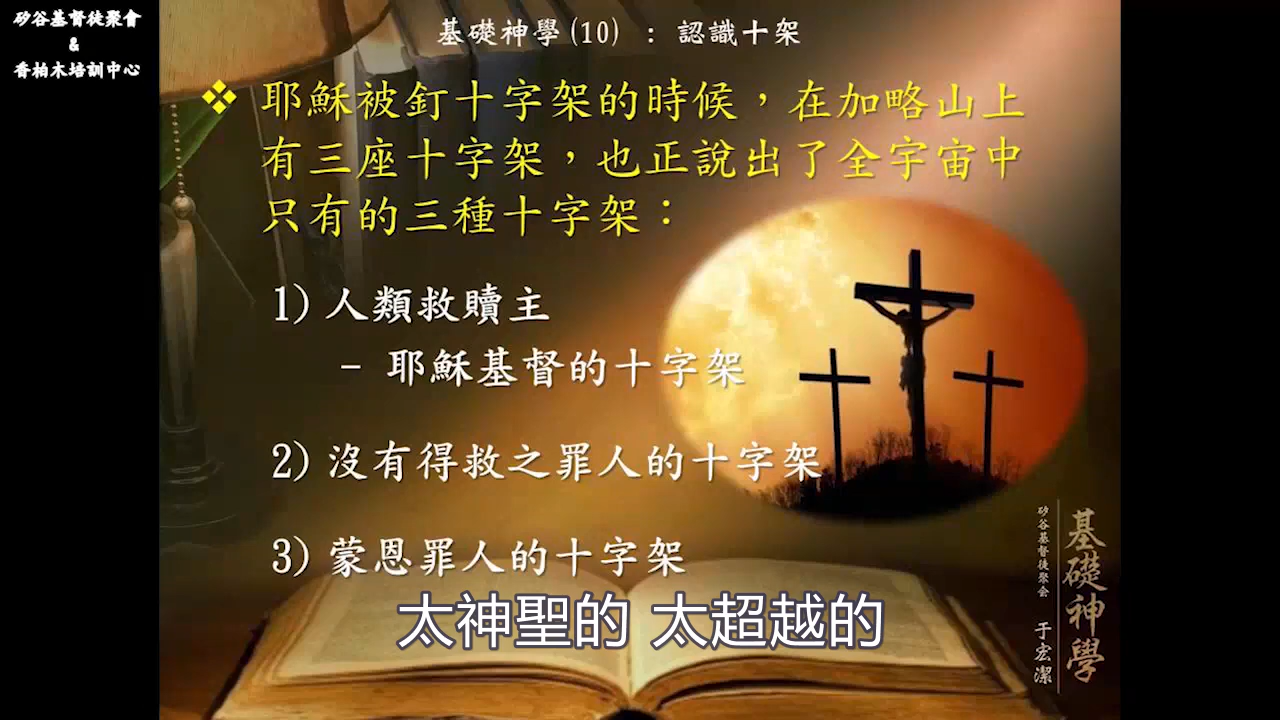 矽谷基督徒聚會
&
香柏木培訓中心
基礎神學(10) : 認識十架
❖ 耶穌被釘十字架的時候，在加略山上
有三座十字架，也正說出了全宇宙中
只有的三種十字架：
1) 人類救贖主
- 耶穌基督的十字架
2) 沒有得救之罪人的十字架
3) 蒙恩罪人的十字架
太神聖的 太超越的
矽谷基督徒聚会 于宏潔
基礎神學